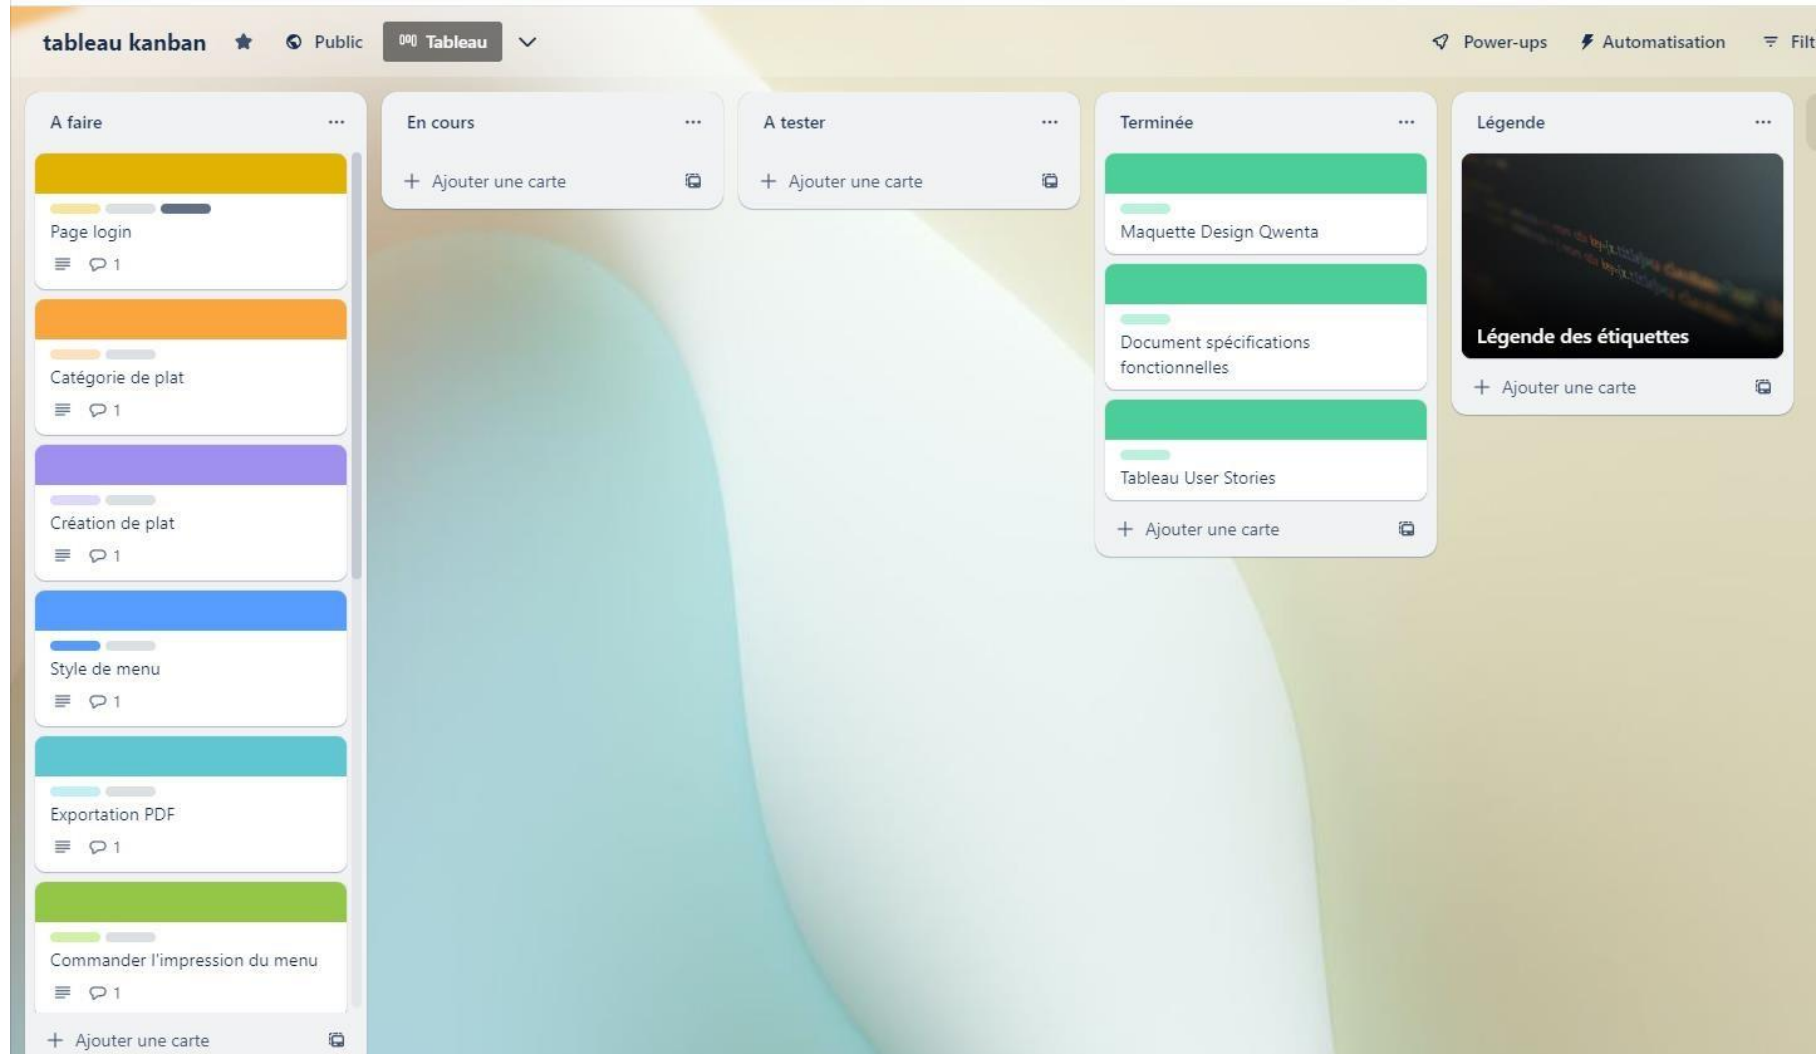 tableau kanban
Public
Tableau
Power-ups
Automatisation
Filt
A faire
Page login
1
Catégorie de plat
1
Création de plat
1
Style de menu
1
Exportation PDF
1
Commander l'impression du menu
1
+ Ajouter une carte
En cours
+ Ajouter une carte
A tester
+ Ajouter une carte
Terminée
Maquette Design Qwenta
Document spécifications
fonctionnelles
Tableau User Stories
+ Ajouter une carte
Légende
Légende des étiquettes
+ Ajouter une carte